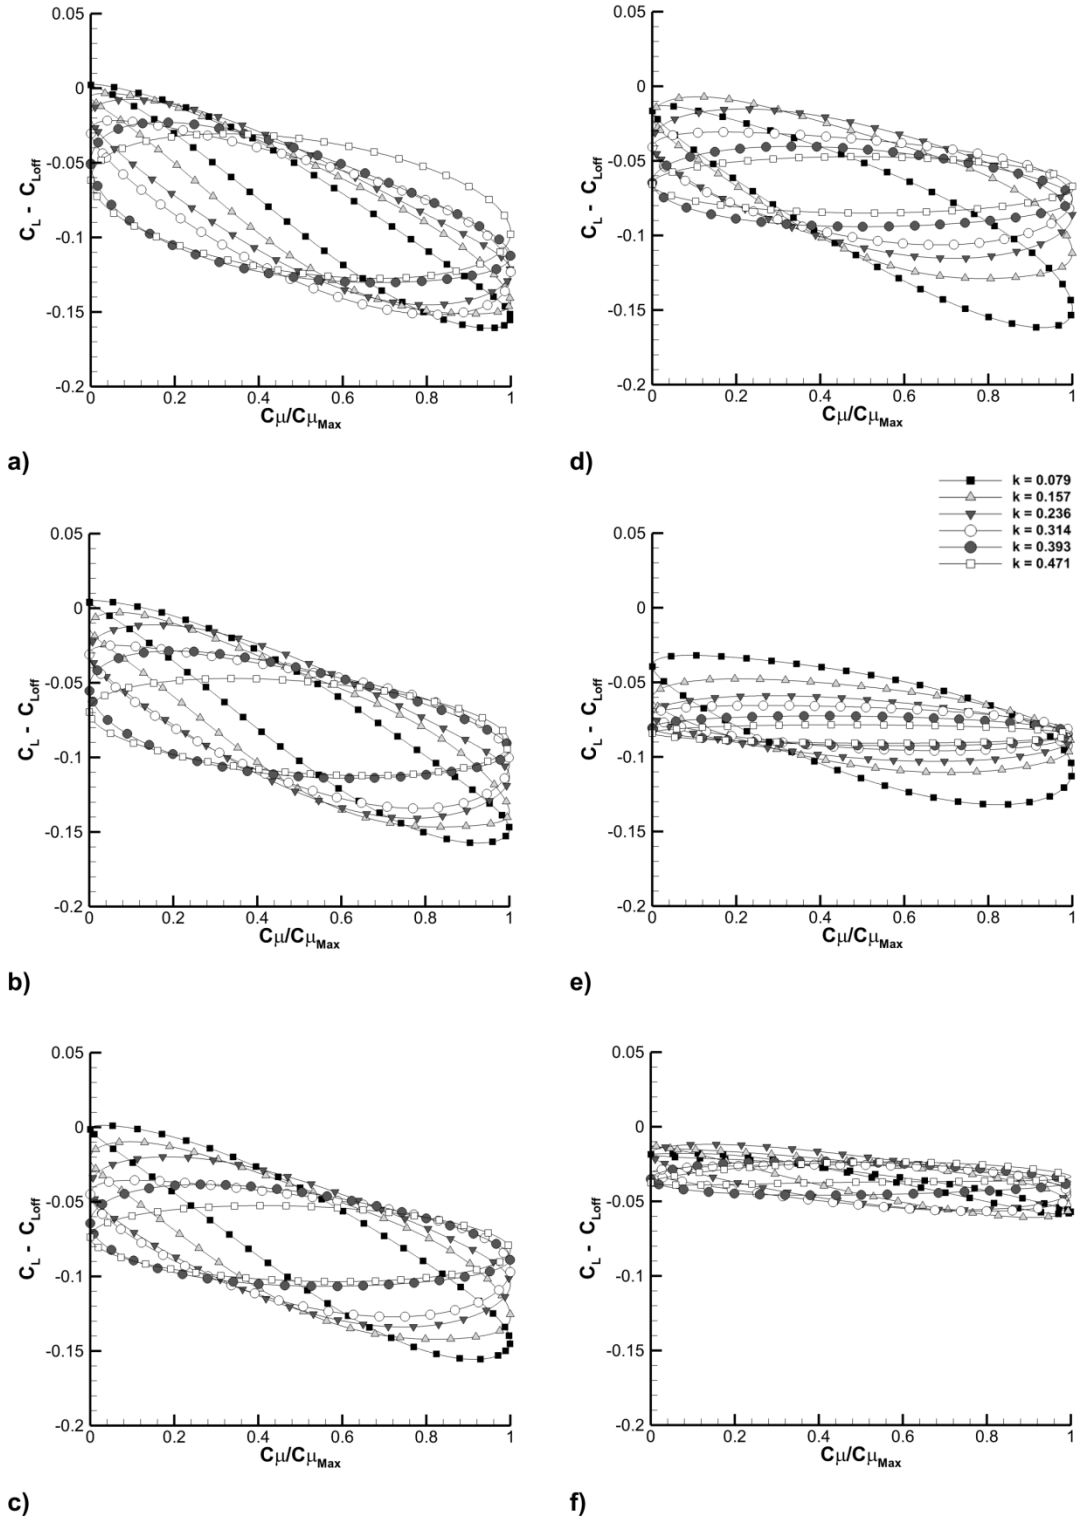 0.05
0
-0.05
-0.1
-0.15
-0.2
C_L - C_Loff
0 0.2 0.4 0.6 0.8 1
Cμ/Cμ_Max
a)
0.05
0
-0.05
-0.1
-0.15
-0.2
C_L - C_Loff
0 0.2 0.4 0.6 0.8 1
Cμ/Cμ_Max
d)
k = 0.079
k = 0.157
k = 0.236
k = 0.314
k = 0.393
k = 0.471
0.05
0
-0.05
-0.1
-0.15
-0.2
C_L - C_Loff
0 0.2 0.4 0.6 0.8 1
Cμ/Cμ_Max
b)
0.05
0
-0.05
-0.1
-0.15
-0.2
C_L - C_Loff
0 0.2 0.4 0.6 0.8 1
Cμ/Cμ_Max
e)
0.05
0
-0.05
-0.1
-0.15
-0.2
C_L - C_Loff
0 0.2 0.4 0.6 0.8 1
Cμ/Cμ_Max
c)
0.05
0
-0.05
-0.1
-0.15
-0.2
C_L - C_Loff
0 0.2 0.4 0.6 0.8 1
Cμ/Cμ_Max
f)